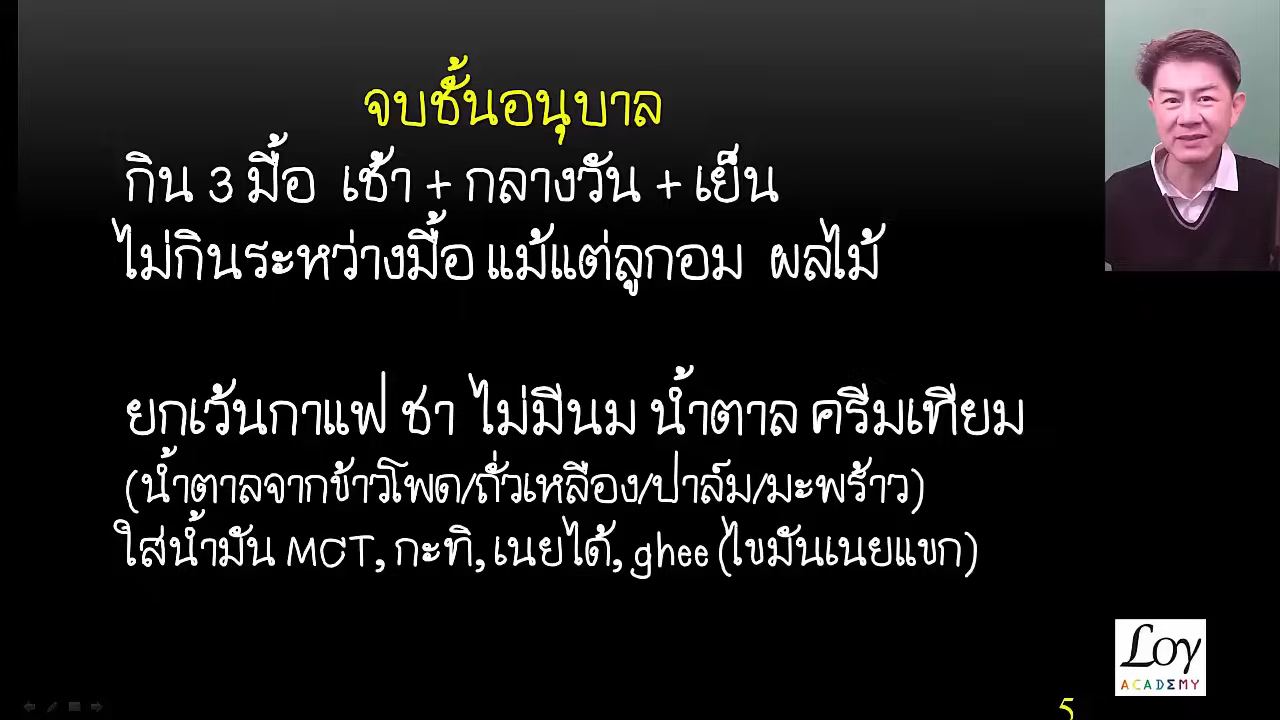 จบชั้นอนุบาล
กิน 3 มื้อ เช้า + กลางวัน + เย็น
ไม่กินระหว่างมื้อ แม้แต่ลูกอม ผลไม้
ยกเว้นกาแฟ ชา ไม่มีนม น้ำตาล ครีมเทียม
(น้ำตาลจากข้าวโพด/ถั่วเหลือง/ปาล์ม/มะพร้าว)
ใส่น้ำมัน MCT, กะทิ, เนยได้, ghee (ไขมันเนยแขก)
Loy
ACADEMY
5